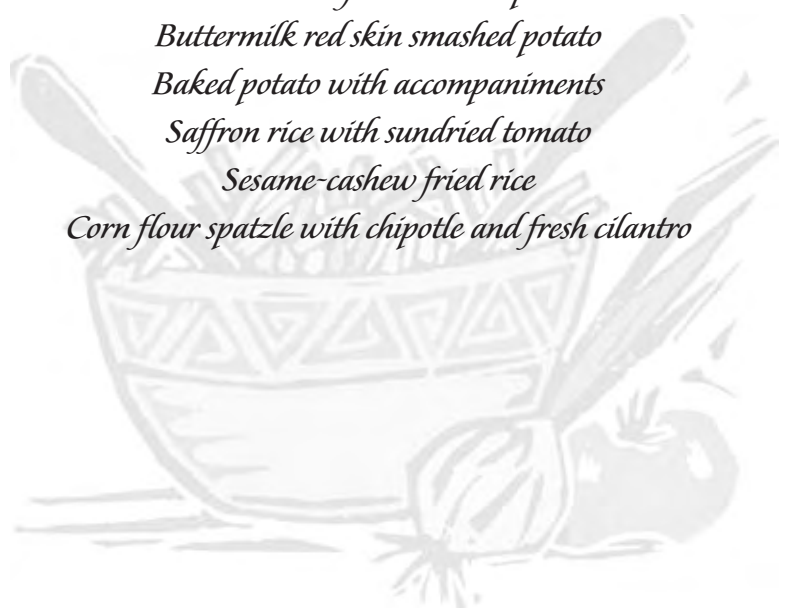 Buttermilk red skin smashed potato
Baked potato with accompaniments
Saffron rice with sundried tomato
Sesame-cashew fried rice
Corn flour spatzle with chipotle and fresh cilantro